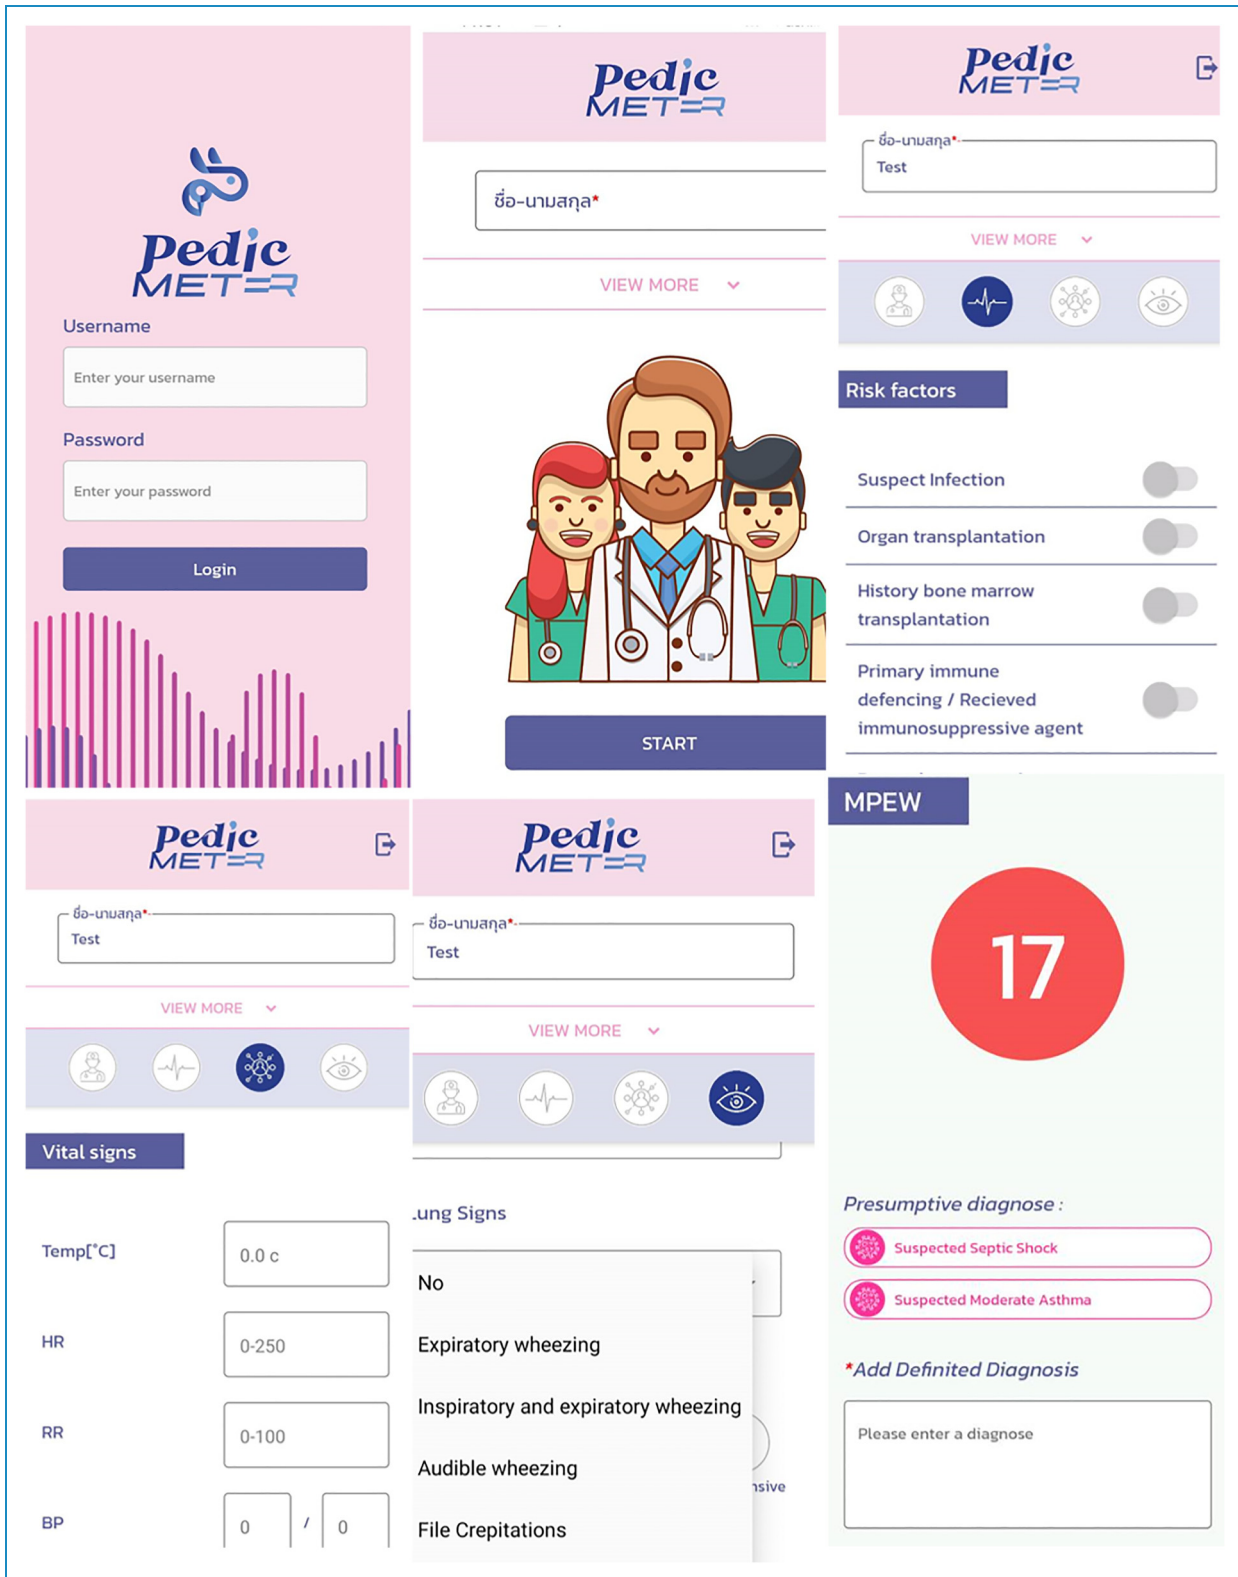 Pedic
METER
Username
Enter your username
Password
Enter your password
Login
Pedic
METER
ชื่อ-นามสกุล*
VIEW MORE
START
Pedic
METER
ชื่อ-นามสกุล*
Test
VIEW MORE
Risk factors
Suspect Infection
Organ transplantation
History bone marrow
transplantation
Primary immune
defencing / Recieved
immunosuppressive agent
Pedic
METER
ชื่อ-นามสกุล*
Test
VIEW MORE
Vital signs
Temp[°C]
0.0 c
HR
0-250
RR
0-100
BP
0 / 0
Pedic
METER
ชื่อ-นามสกุล*
Test
VIEW MORE
Lung Signs
No
Expiratory wheezing
Inspiratory and expiratory wheezing
Audible wheezing
nsive
File Crepitations
MPEW
17
Presumptive diagnose :
Suspected Septic Shock
Suspected Moderate Asthma
*Add Definited Diagnosis
Please enter a diagnose